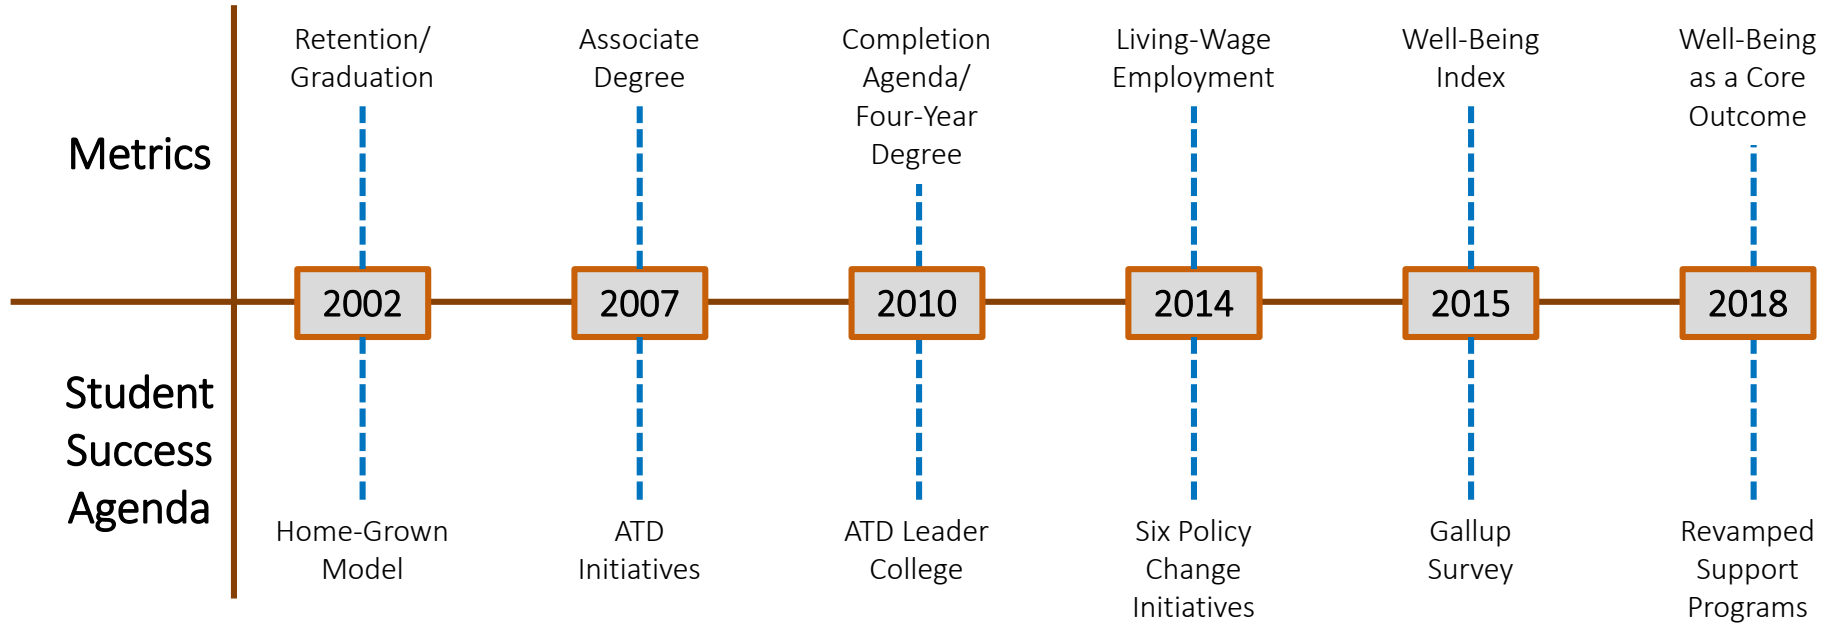 Retention/
Graduation
Associate
Degree
Completion
Agenda/
Four-Year
Degree
Living-Wage
Employment
Well-Being
Index
Well-Being
as a Core
Outcome
Metrics
2002
2007
2010
2014
2015
2018
Student
Success
Agenda
Home-Grown
Model
ATD
Initiatives
ATD Leader
College
Six Policy
Change
Initiatives
Gallup
Survey
Revamped
Support
Programs